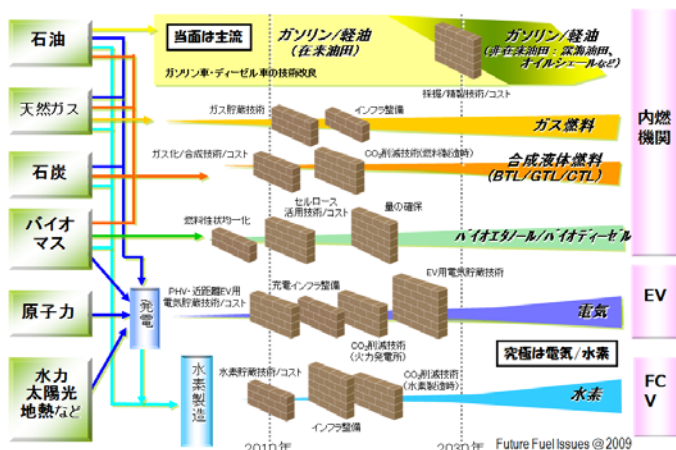 石油
天然ガス
石炭
バイオ
マス
原子力
水力
太陽光
地熱など
発電
水素製造
当面は主流
ガソリン/軽油
(在来油田)
ガソリン車・ディーゼル車の技術改良
ガソリン/軽油
(非在来油田:深海油田、
オイルシェールなど)
採掘/精製技術/コスト
ガス貯蔵技術
インフラ整備
ガス燃料
ガス化/合成技術/コスト
CO₂削減技術(燃料製造時)
合成液体燃料
(BTL/GTL/CTL)
燃料性状均一化
セルロース
活用技術/コスト
量の確保
バイオエタノール/バイオディーゼル
PHV・近距離EV用
電気貯蔵技術/コスト
充電インフラ整備
CO₂削減技術
(火力発電所)
EV用電気貯蔵技術
電気
究極は電気/水素
水素貯蔵技術/コスト
インフラ整備
CO₂削減技術
(水素製造時)
水素
内燃
機関
EV
FC
V
2010年
2030年
Future Fuel Issues @ 2009